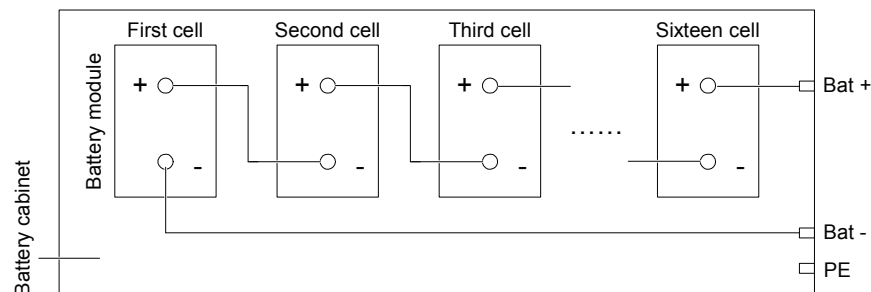 First cell
Second cell
Third cell
Sixteen cell
Battery module
+
-
+
-
+
-
......
+
-
Bat +
Bat -
PE
Battery cabinet